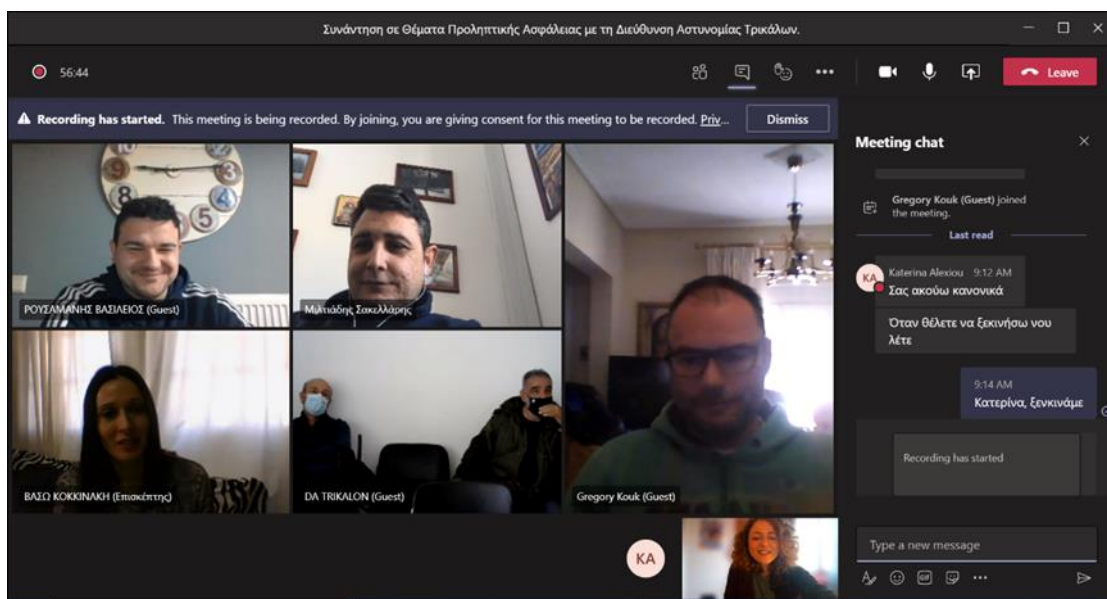 Συνάντηση σε Θέματα Προληπτικής Ασφάλειας με τη Διεύθυνση Αστυνομίας Τρικάλων.
56:44
Leave
Recording has started. This meeting is being recorded. By joining, you are giving consent for this meeting to be recorded. Priv...
Dismiss
ΡΟΥΣΑΜΑΝΗΣ ΒΑΣΙΛΕΙΟΣ (Guest)
Μιλτιάδης Σακελλάρης
ΒΑΣΩ ΚΟΚΚΙΝΑΚΗ (Επισκέπτης)
DA TRIKALON (Guest)
Gregory Kouk (Guest)
KA
Meeting chat
Gregory Kouk (Guest) joined
the meeting.
Last read
KA
Katerina Alexiou 9:12 AM
Σας ακούω κανονικά
Όταν θέλετε να ξεκινήσω νου
λέτε
9:14 AM
Κατερίνα, ξενκινάμε
Recording has started
Type a new message
GIF